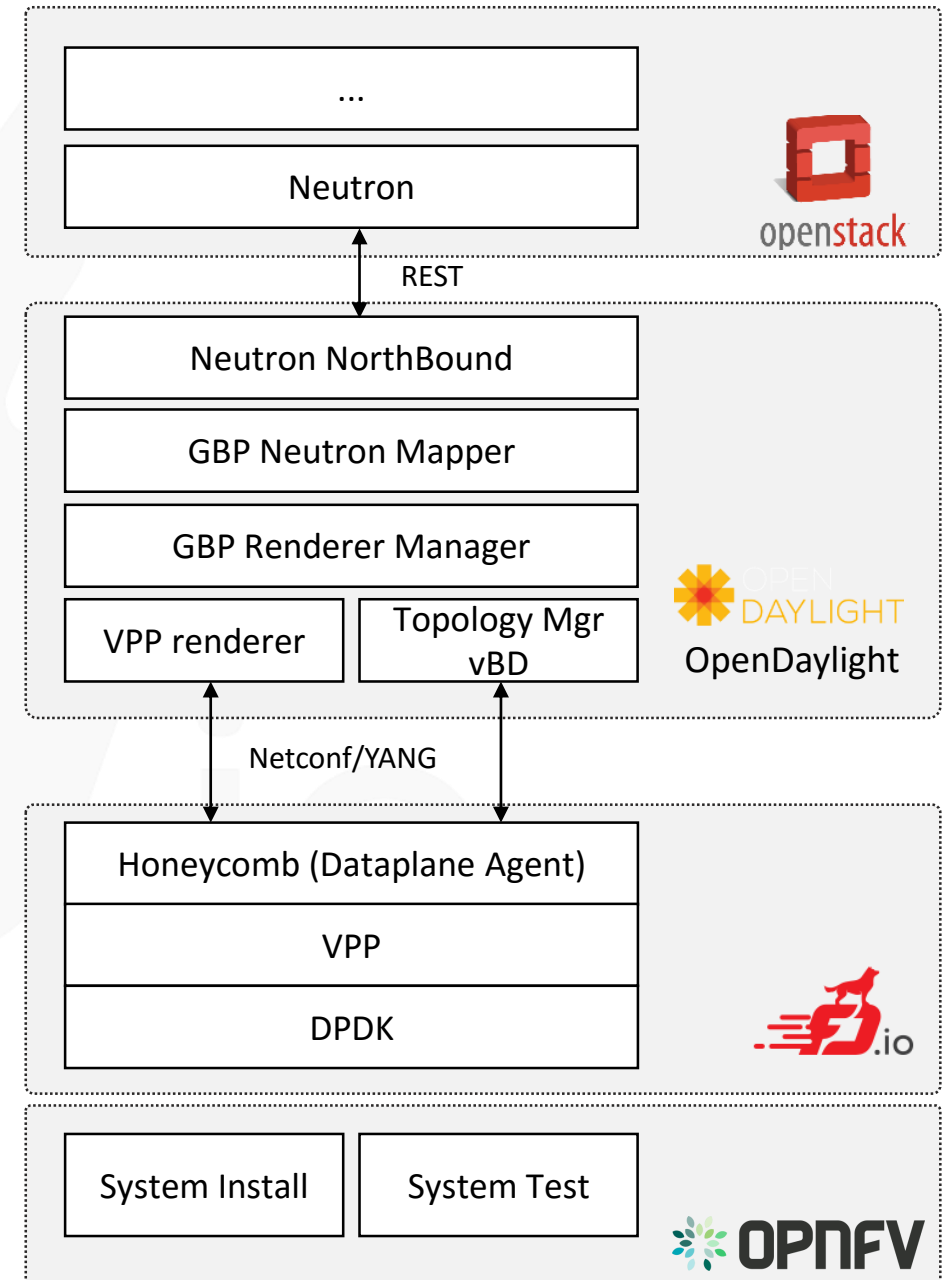 ...
Neutron
openstack
REST
Neutron NorthBound
GBP Neutron Mapper
GBP Renderer Manager
VPP renderer
Topology Mgr
vBD
OPEN
DAYLIGHT
OpenDaylight
Netconf/YANG
Honeycomb (Dataplane Agent)
VPP
DPDK
FD.io
System Install
System Test
OPNFV